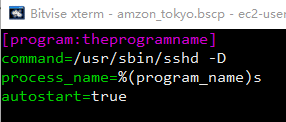 Bitvise xterm - amzon_tokyo.bscp - ec2-user
[program:theprogramname]
command=/usr/sbin/sshd -D
process_name=%(program_name)s
autostart=true